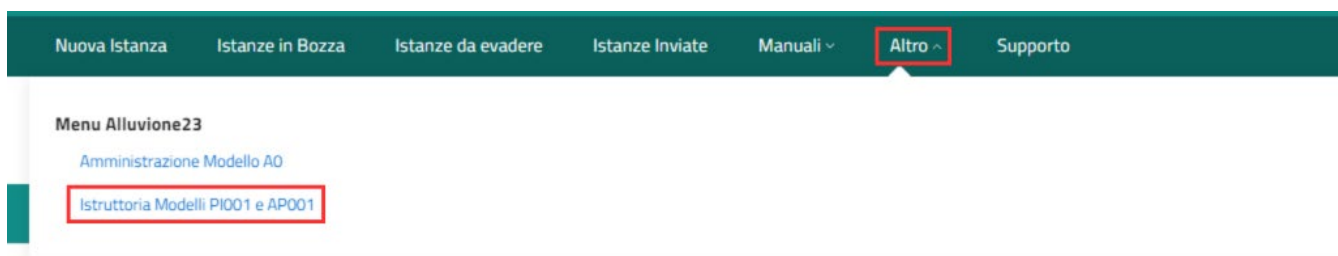 Nuova Istanza Istanze in Bozza Istanze da evadere Istanze Inviate Manuali Altro Supporto
Menu Alluvione23
Amministrazione Modello A0
Istruttoria Modelli PI001 e AP001